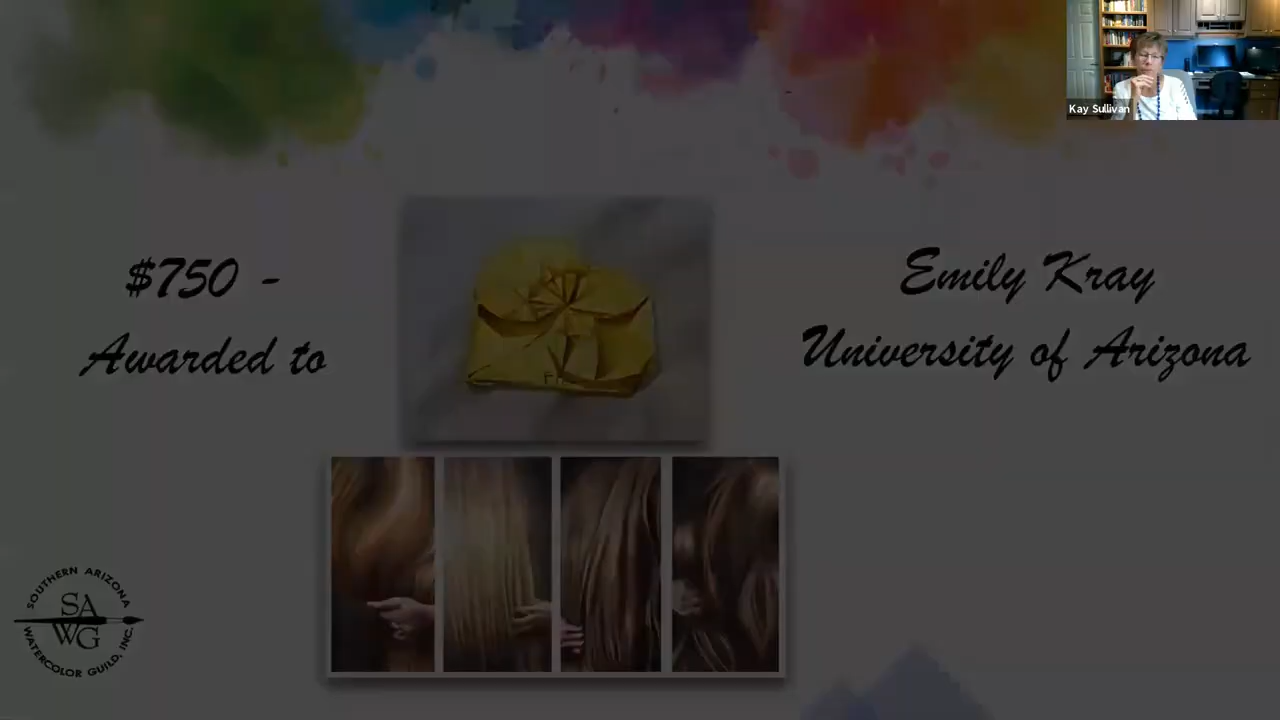 Kay Sullivan
$750 -
Awarded to
Emily Kray
University of Arizona
SOUTHERN ARIZONA
SA
WG
WATERCOLOR GUILD, INC.